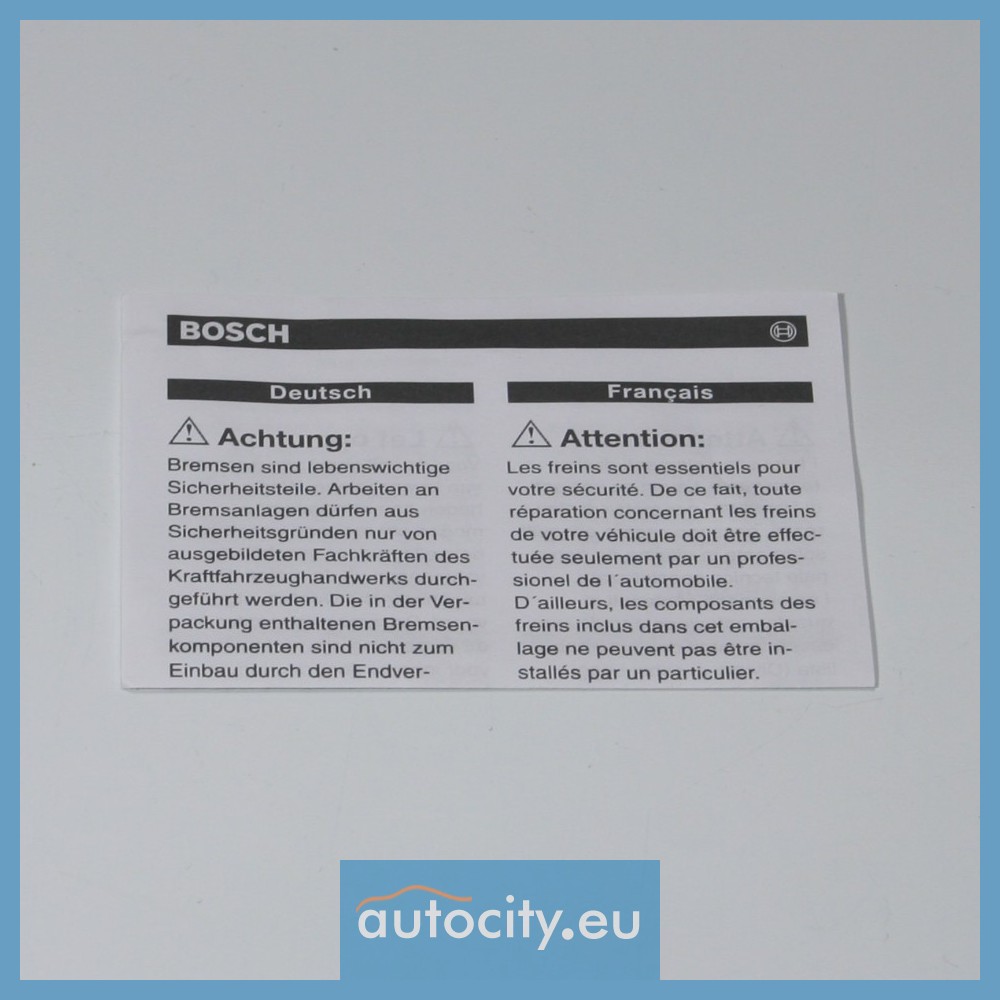 BOSCH
Deutsch
Achtung:
Bremsen sind lebenswichtige
Sicherheitsteile. Arbeiten an
Bremsanlagen dürfen aus
Sicherheitsgründen nur von
ausgebildeten Fachkräften des
Kraftfahrzeughandwerks durch-
geführt werden. Die in der Ver-
packung enthaltenen Bremsen-
komponenten sind nicht zum
Einbau durch den Endver-
Français
Attention:
Les freins sont essentiels pour
votre sécurité. De ce fait, toute
réparation concernant les freins
de votre véhicule doit être effec-
tuée seulement par un profes-
sionel de l´automobile.
D´ailleurs, les composants des
freins inclus dans cet embal-
lage ne peuvent pas être in-
stallés par un particulier.
autocity.eu